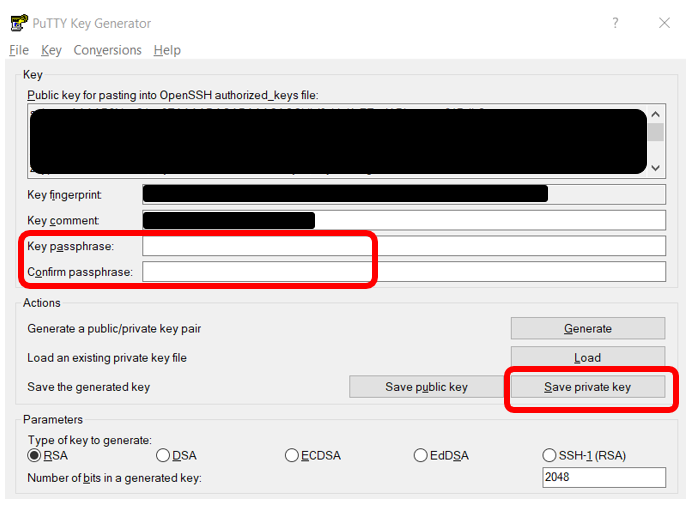 PuTTY Key Generator
?
File Key Conversions Help
Key
Public key for pasting into OpenSSH authorized_keys file:
Key fingerprint:
Key comment:
Key passphrase:
Confirm passphrase:
Actions
Generate a public/private key pair
Generate
Load an existing private key file
Load
Save the generated key
Save public key
Save private key
Parameters
Type of key to generate:
RSA DSA ECDSA EdDSA SSH-1 (RSA)
Number of bits in a generated key:
2048